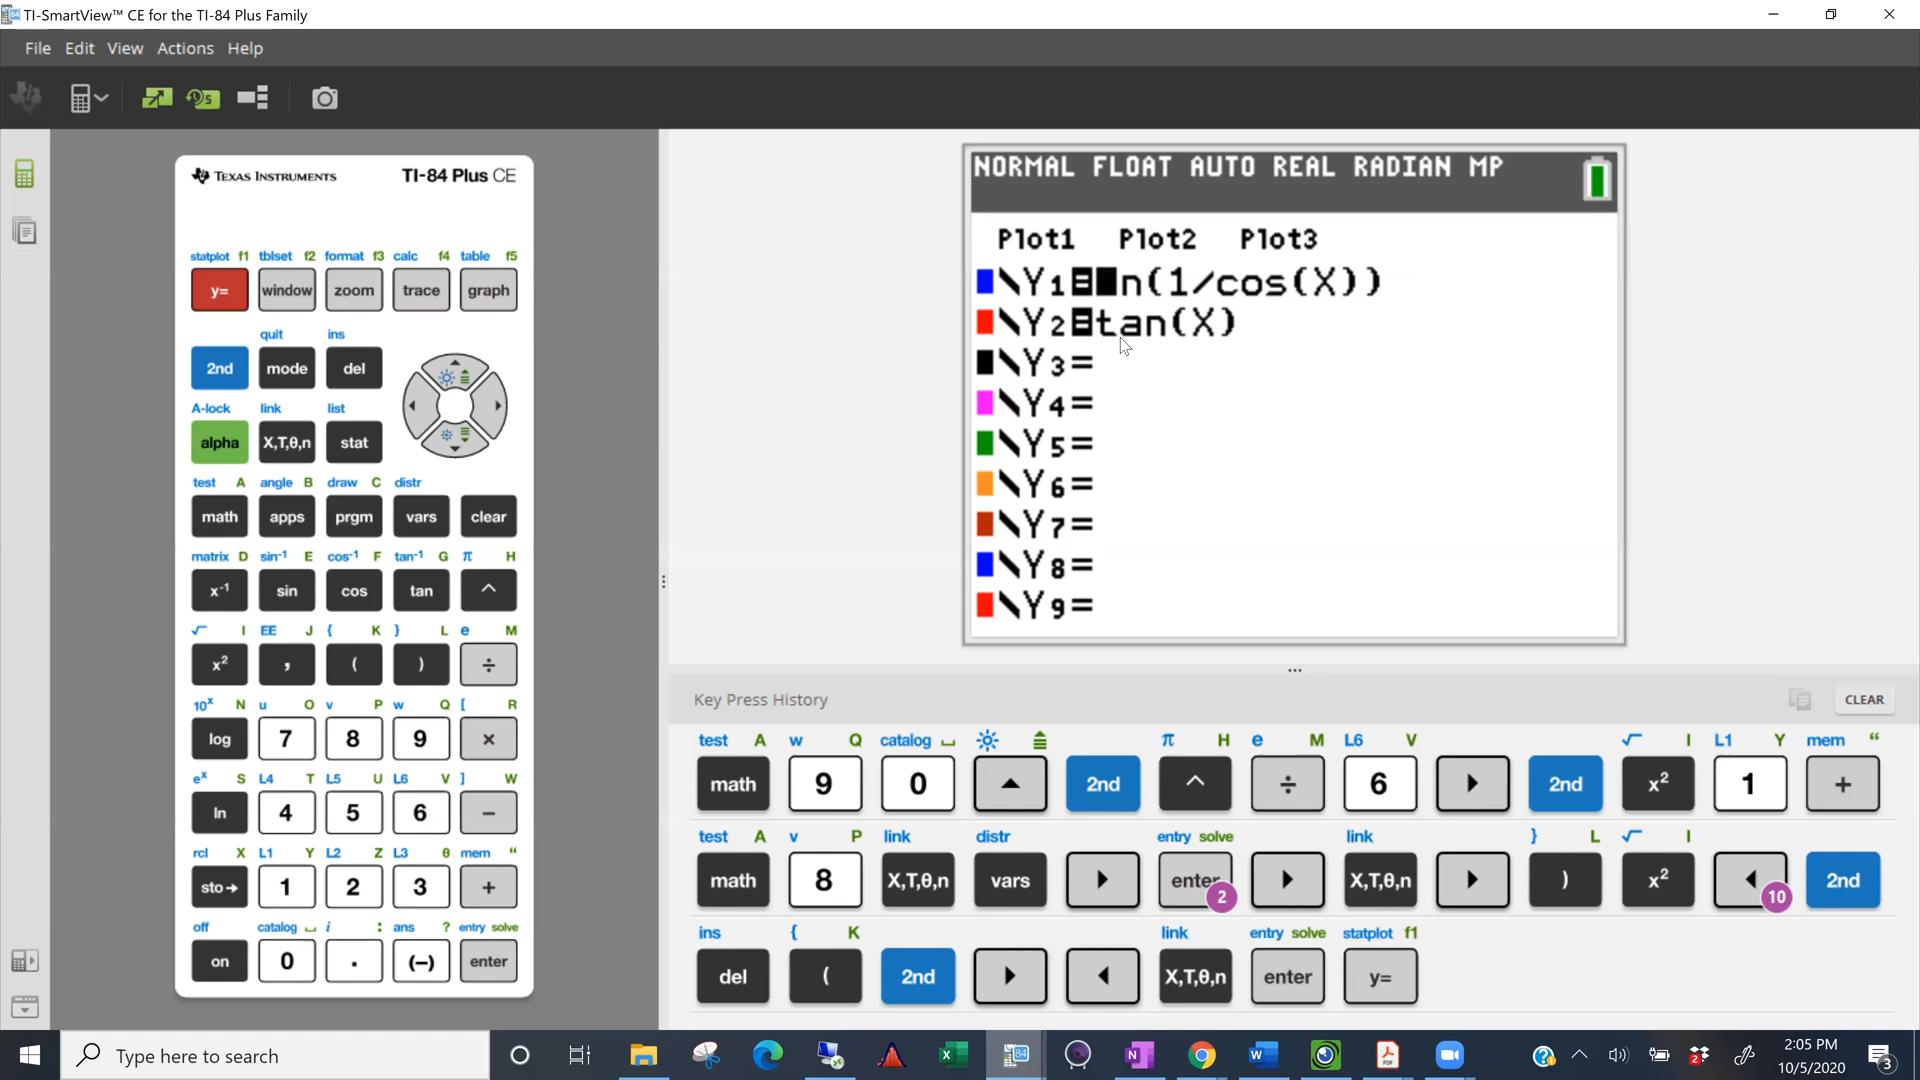 TI-SmartView™ CE for the TI-84 Plus Family
File Edit View Actions Help
TEXAS INSTRUMENTS TI-84 Plus CE
statplot f1 tblset f2 format f3 calc f4 table f5
y= window zoom trace graph
quit ins
2nd mode del
A-lock link list
alpha X,T,θ,n stat
test A angle B draw C distr
math apps prgm vars clear
matrix D sin⁻¹ E cos⁻¹ F tan⁻¹ G π H
x⁻¹ sin cos tan ^
√ I EE J { K } L e M
x² , ( ) ÷
10ˣ N u O v P w Q [ R
log 7 8 9 ×
eˣ S L4 T L5 U L6 V ] W
ln 4 5 6 −
rcl X L1 Y L2 Z L3 θ mem "
sto→ 1 2 3 +
off catalog ⎵ i : ans ? entry solve
on 0 . (−) enter
NORMAL FLOAT AUTO REAL RADIAN MP
Plot1 Plot2 Plot3
\Y1=n(1/cos(X))
\Y2=tan(X)
\Y3=
\Y4=
\Y5=
\Y6=
\Y7=
\Y8=
\Y9=
Key Press History CLEAR
test A w Q catalog ⎵ π H e M L6 V √ I L1 Y mem "
math 9 0 2nd ^ ÷ 6 2nd x² 1 +
test A v P link distr entry solve link } L √ I
math 8 X,T,θ,n vars enter 2 X,T,θ,n ) x² 10 2nd
ins { K link entry solve statplot f1
del ( 2nd X,T,θ,n enter y=
Type here to search
2:05 PM
10/5/2020
3
2
84